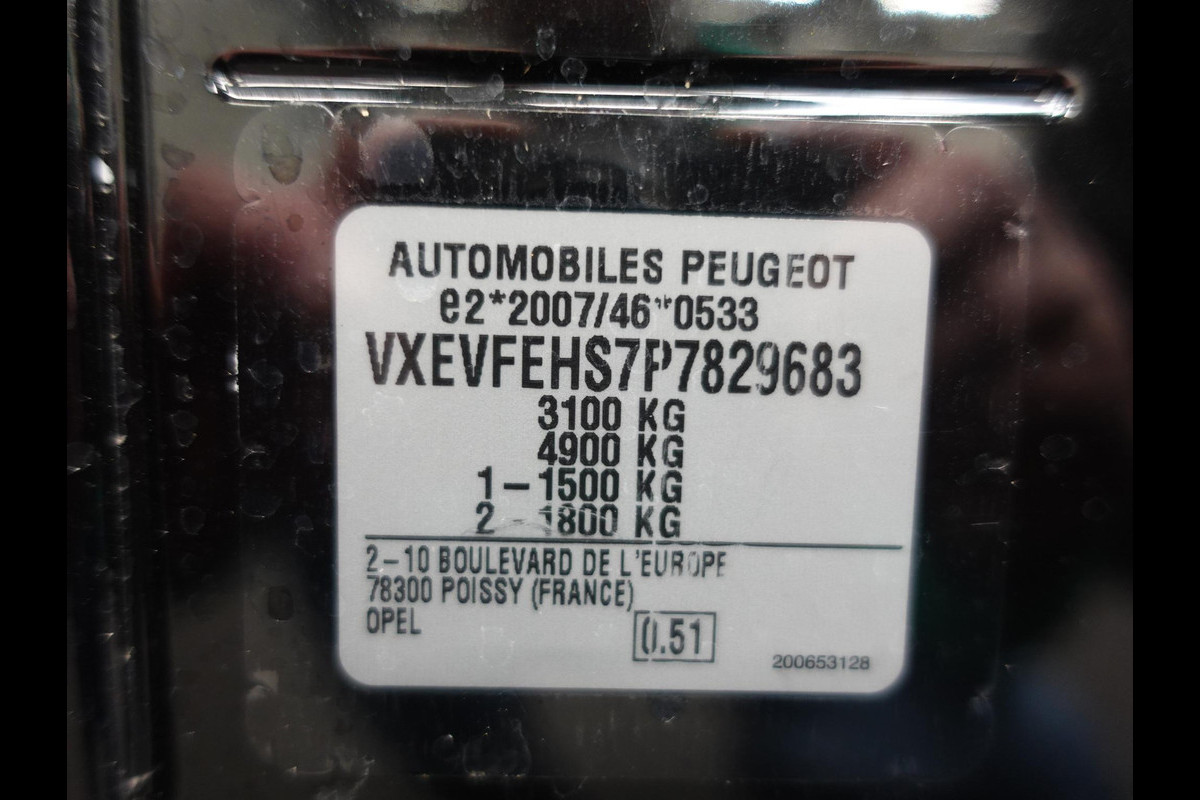 AUTOMOBILES PEUGEOT
e2*2007/46*0533
VXEVFEHS7P7829683
3100 KG
4900 KG
1-1500 KG
2-1800 KG
2-10 BOULEVARD DE L'EUROPE
78300 POISSY (FRANCE)
OPEL
0.51
200653128